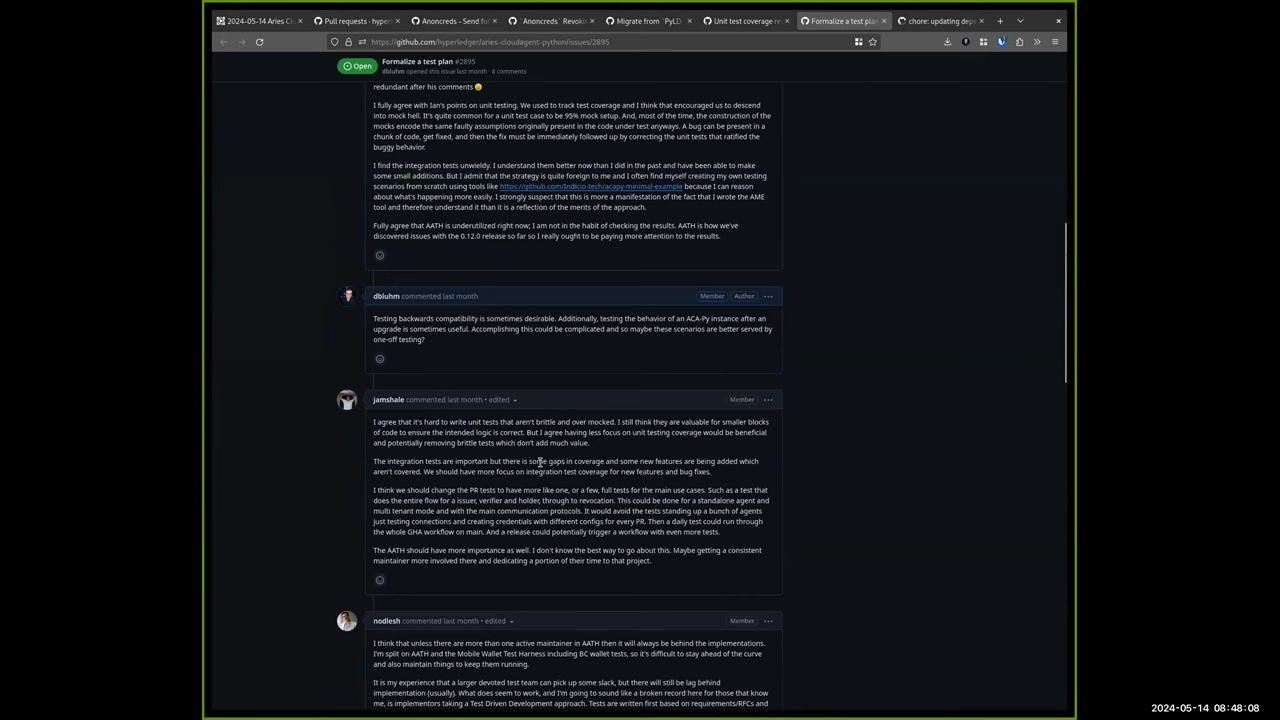 2024-05-14 Aries Cl
Pull requests · hyperl
Anoncreds - Send ful
`Anoncreds` Revokin
Migrate from `PyLD
Unit test coverage re
Formalize a test plan
chore: updating depe
https://github.com/hyperledger/aries-cloudagent-python/issues/2895
Open
Formalize a test plan #2895
dbluhm opened this issue last month · 8 comments
redundant after his comments
I fully agree with Ian's points on unit testing. We used to track test coverage and I think that encouraged us to descend
into mock hell. It's quite common for a unit test case to be 95% mock setup. And, most of the time, the construction of the
mocks encode the same faulty assumptions originally present in the code under test anyways. A bug can be present in a
chunk of code, get fixed, and then the fix must be immediately followed up by correcting the unit tests that ratified the
buggy behavior.
I find the integration tests unwieldy. I understand them better now than I did in the past and have been able to make
some small additions. But I admit that the strategy is quite foreign to me and I often find myself creating my own testing
scenarios from scratch using tools like https://github.com/Indicio-tech/acapy-minimal-example because I can reason
about what's happening more easily. I strongly suspect that this is more a manifestation of the fact that I wrote the AME
tool and therefore understand it than it is a reflection of the merits of the approach.
Fully agree that AATH is underutilized right now; I am not in the habit of checking the results. AATH is how we've
discovered issues with the 0.12.0 release so far so I really ought to be paying more attention to the results.
dbluhm commented last month
Member
Author
Testing backwards compatibility is sometimes desirable. Additionally, testing the behavior of an ACA-Py instance after an
upgrade is sometimes useful. Accomplishing this could be complicated and so maybe these scenarios are better served by
one-off testing?
jamshale commented last month • edited
Member
I agree that it's hard to write unit tests that aren't brittle and over mocked. I still think they are valuable for smaller blocks
of code to ensure the intended logic is correct. But I agree having less focus on unit testing coverage would be beneficial
and potentially removing brittle tests which don't add much value.
The integration tests are important but there is some gaps in coverage and some new features are being added which
aren't covered. We should have more focus on integration test coverage for new features and bug fixes.
I think we should change the PR tests to have more like one, or a few, full tests for the main use cases. Such as a test that
does the entire flow for a issuer, verifier and holder, through to revocation. This could be done for a standalone agent and
multi tenant mode and with the main communication protocols. It would avoid the tests standing up a bunch of agents
just testing connections and creating credentials with different configs for every PR. Then a daily test could run through
the whole GHA workflow on main. And a release could potentially trigger a workflow with even more tests.
The AATH should have more importance as well. I don't know the best way to go about this. Maybe getting a consistent
maintainer more involved there and dedicating a portion of their time to that project.
nodlesh commented last month • edited
Member
I think that unless there are more than one active maintainer in AATH then it will always be behind the implementations.
I'm split on AATH and the Mobile Wallet Test Harness including BC wallet tests, so it's difficult to stay ahead of the curve
and also maintain things to keep them running.
It is my experience that a larger devoted test team can pick up some slack, but there will still be lag behind
implementation (usually). What does seem to work, and I'm going to sound like a broken record here for those that know
me, is implementors taking a Test Driven Development approach. Tests are written first based on requirements/RFCs and
2024-05-14 08:48:08